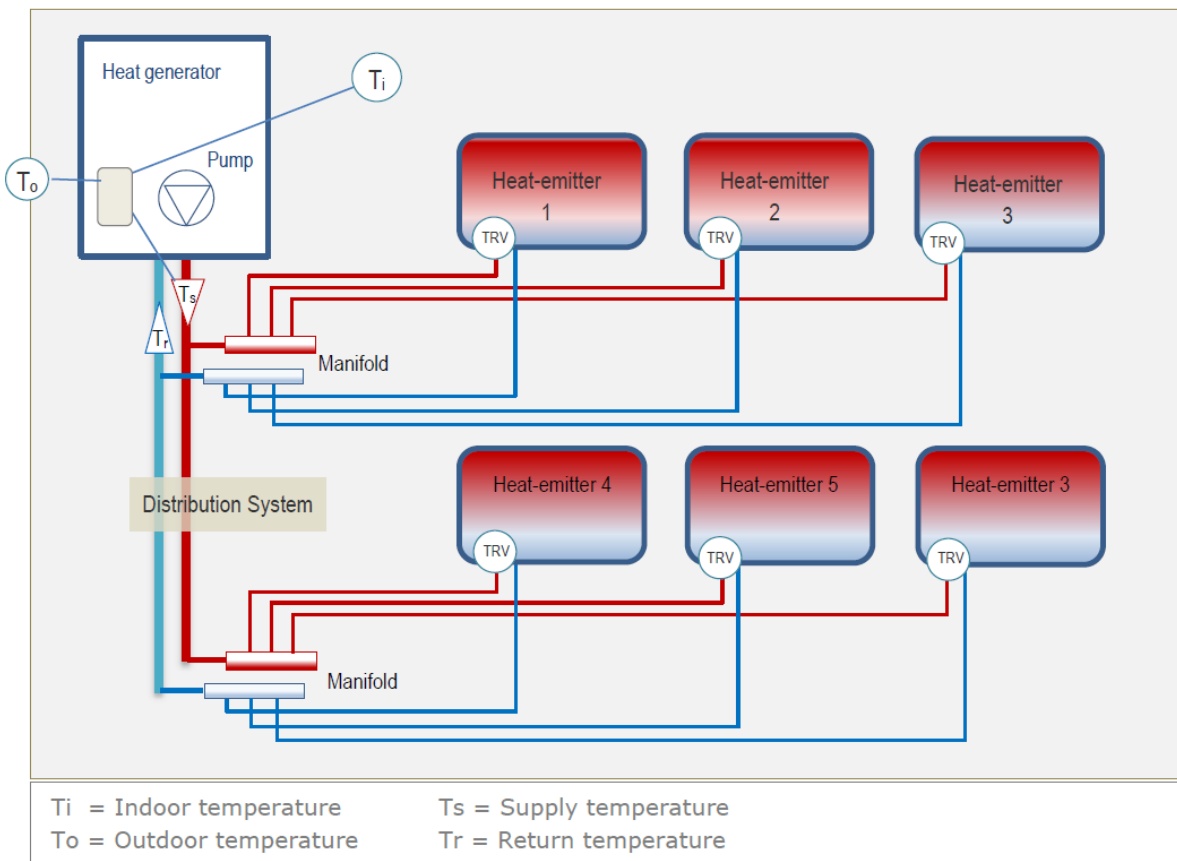 Heat generator
Ti
Pump
To
Heat-emitter
1
Heat-emitter
2
Heat-emitter
3
TRV
TRV
TRV
Ts
Tr
Manifold
Heat-emitter 4
Heat-emitter 5
Heat-emitter 3
Distribution System
TRV
TRV
TRV
Manifold
Ti = Indoor temperature
Ts = Supply temperature
To = Outdoor temperature
Tr = Return temperature